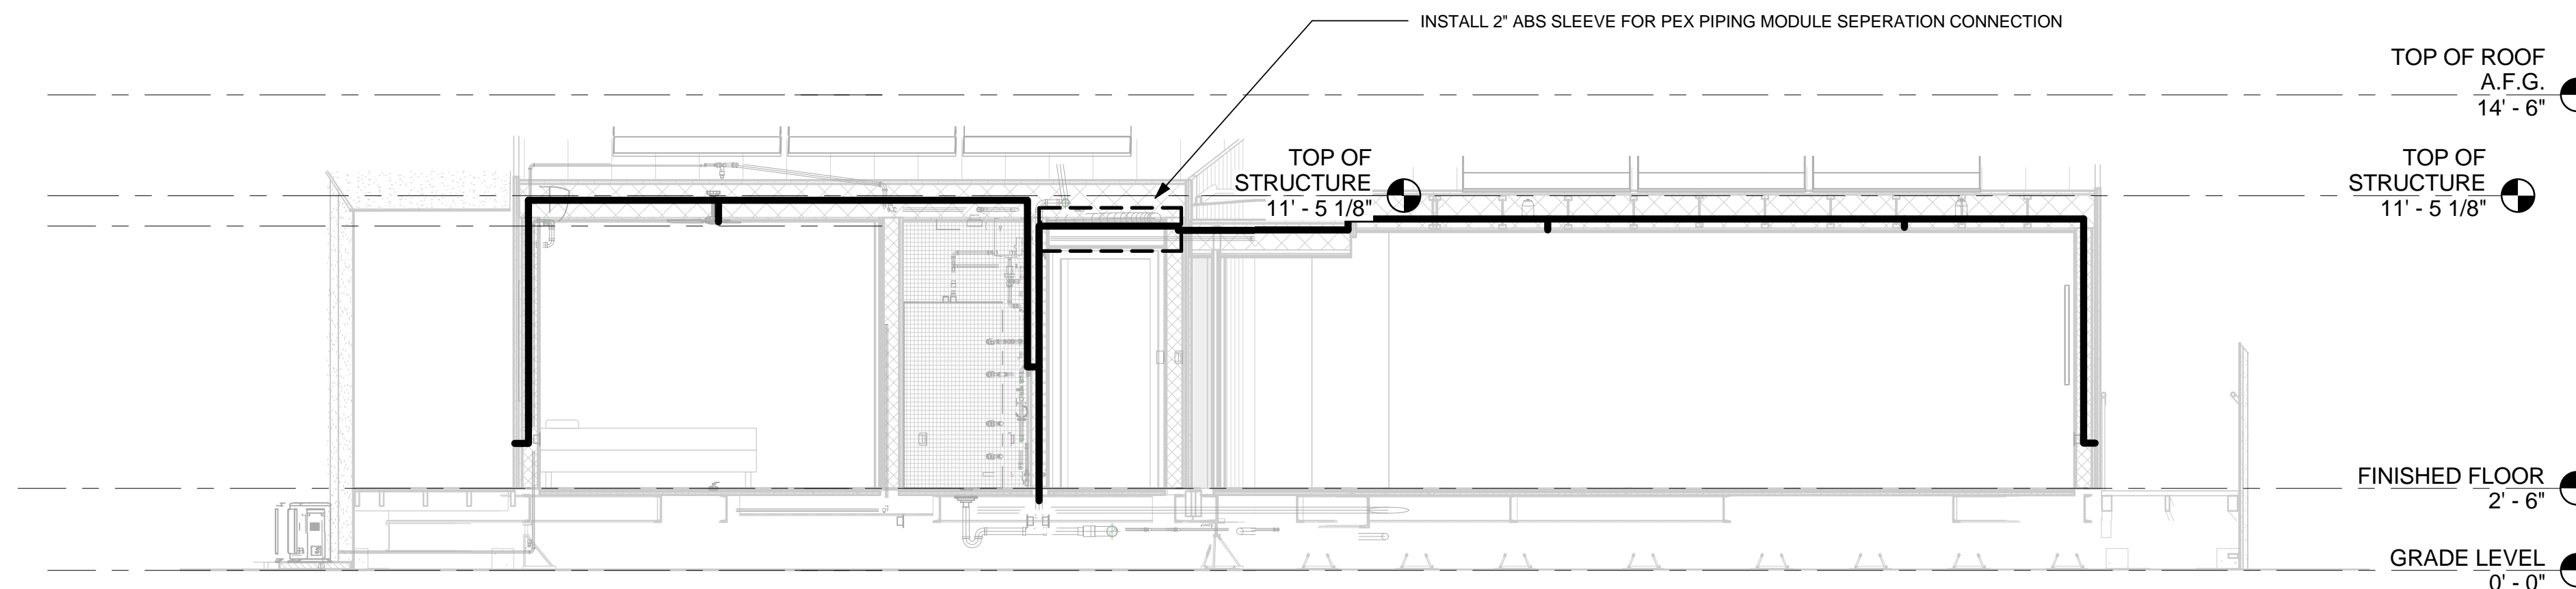 INSTALL 2" ABS SLEEVE FOR PEX PIPING MODULE SEPERATION CONNECTION
TOP OF ROOF
A.F.G.
14' - 6"
TOP OF
STRUCTURE
11' - 5 1/8"
TOP OF
STRUCTURE
11' - 5 1/8"
FINISHED FLOOR
2' - 6"
GRADE LEVEL
0' - 0"